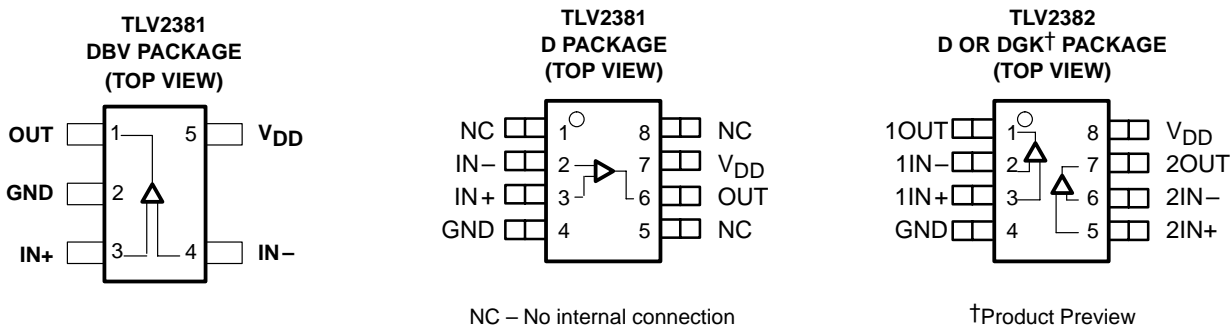 TLV2381
DBV PACKAGE
(TOP VIEW)
OUT 1 5 VDD
GND 2
IN+ 3 4 IN−
TLV2381
D PACKAGE
(TOP VIEW)
NC 1 8 NC
IN− 2 7 VDD
IN+ 3 6 OUT
GND 4 5 NC
NC – No internal connection
TLV2382
D OR DGK† PACKAGE
(TOP VIEW)
1OUT 1 8 VDD
1IN− 2 7 2OUT
1IN+ 3 6 2IN−
GND 4 5 2IN+
†Product Preview